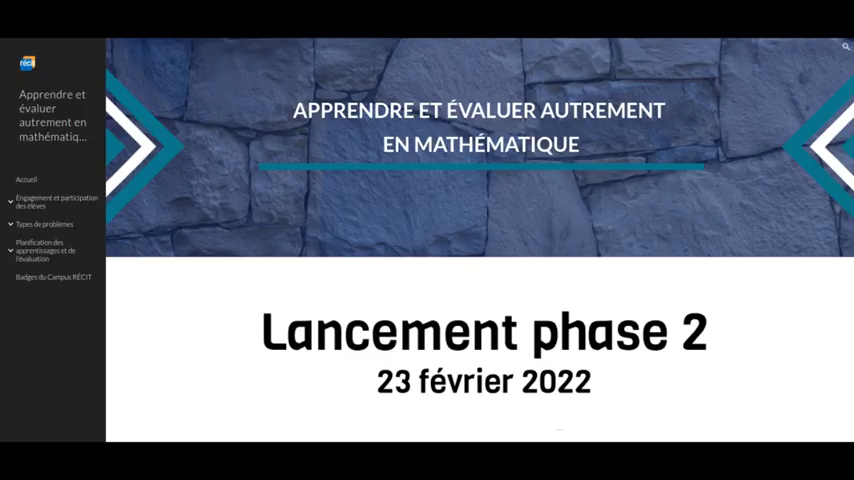 récit
Apprendre et
évaluer
autrement en
mathématiq...
Accueil
Engagement et participation
des élèves
Types de problèmes
Planification des
apprentissages et de
l'évaluation
Badges du Campus RÉCIT
APPRENDRE ET ÉVALUER AUTREMENT
EN MATHÉMATIQUE
Lancement phase 2
23 février 2022